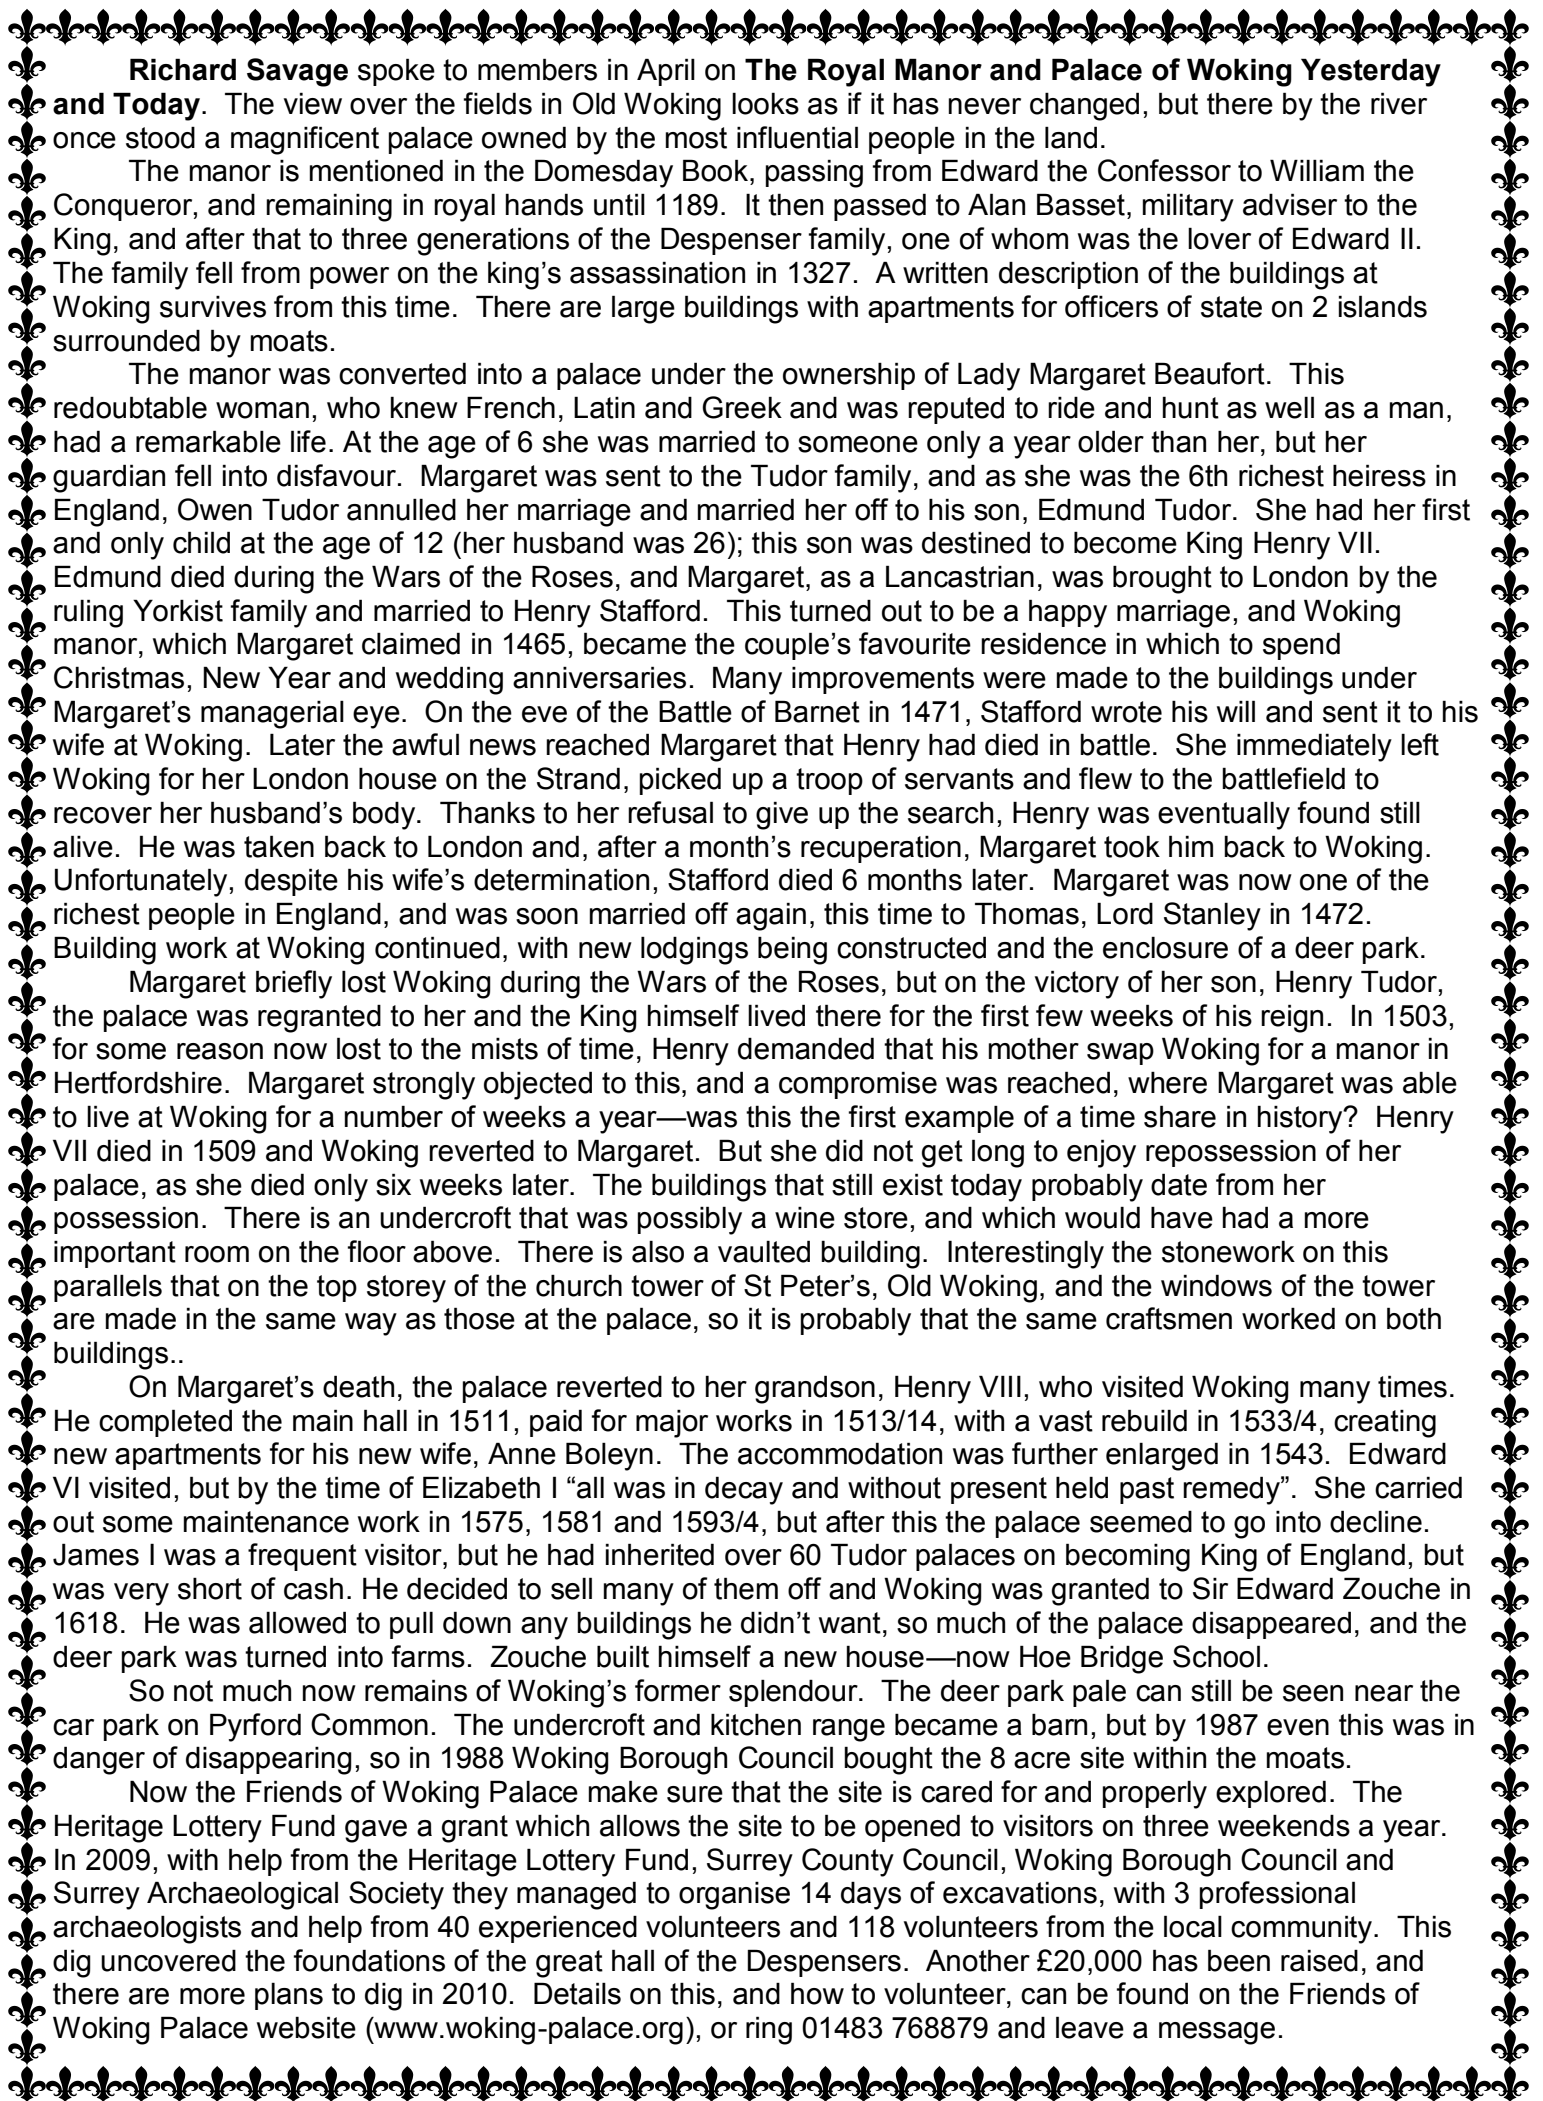 Richard Savage spoke to members in April on The Royal Manor and Palace of Woking Yesterday
and Today. The view over the fields in Old Woking looks as if it has never changed, but there by the river
once stood a magnificent palace owned by the most influential people in the land.
The manor is mentioned in the Domesday Book, passing from Edward the Confessor to William the
Conqueror, and remaining in royal hands until 1189. It then passed to Alan Basset, military adviser to the
King, and after that to three generations of the Despenser family, one of whom was the lover of Edward II.
The family fell from power on the king's assassination in 1327. A written description of the buildings at
Woking survives from this time. There are large buildings with apartments for officers of state on 2 islands
surrounded by moats.
The manor was converted into a palace under the ownership of Lady Margaret Beaufort. This
redoubtable woman, who knew French, Latin and Greek and was reputed to ride and hunt as well as a man,
had a remarkable life. At the age of 6 she was married to someone only a year older than her, but her
guardian fell into disfavour. Margaret was sent to the Tudor family, and as she was the 6th richest heiress in
England, Owen Tudor annulled her marriage and married her off to his son, Edmund Tudor. She had her first
and only child at the age of 12 (her husband was 26); this son was destined to become King Henry VII.
Edmund died during the Wars of the Roses, and Margaret, as a Lancastrian, was brought to London by the
ruling Yorkist family and married to Henry Stafford. This turned out to be a happy marriage, and Woking
manor, which Margaret claimed in 1465, became the couple's favourite residence in which to spend
Christmas, New Year and wedding anniversaries. Many improvements were made to the buildings under
Margaret's managerial eye. On the eve of the Battle of Barnet in 1471, Stafford wrote his will and sent it to his
wife at Woking. Later the awful news reached Margaret that Henry had died in battle. She immediately left
Woking for her London house on the Strand, picked up a troop of servants and flew to the battlefield to
recover her husband's body. Thanks to her refusal to give up the search, Henry was eventually found still
alive. He was taken back to London and, after a month's recuperation, Margaret took him back to Woking.
Unfortunately, despite his wife's determination, Stafford died 6 months later. Margaret was now one of the
richest people in England, and was soon married off again, this time to Thomas, Lord Stanley in 1472.
Building work at Woking continued, with new lodgings being constructed and the enclosure of a deer park.
Margaret briefly lost Woking during the Wars of the Roses, but on the victory of her son, Henry Tudor,
the palace was regranted to her and the King himself lived there for the first few weeks of his reign. In 1503,
for some reason now lost to the mists of time, Henry demanded that his mother swap Woking for a manor in
Hertfordshire. Margaret strongly objected to this, and a compromise was reached, where Margaret was able
to live at Woking for a number of weeks a year—was this the first example of a time share in history? Henry
VII died in 1509 and Woking reverted to Margaret. But she did not get long to enjoy repossession of her
palace, as she died only six weeks later. The buildings that still exist today probably date from her
possession. There is an undercroft that was possibly a wine store, and which would have had a more
important room on the floor above. There is also a vaulted building. Interestingly the stonework on this
parallels that on the top storey of the church tower of St Peter's, Old Woking, and the windows of the tower
are made in the same way as those at the palace, so it is probably that the same craftsmen worked on both
buildings..
On Margaret's death, the palace reverted to her grandson, Henry VIII, who visited Woking many times.
He completed the main hall in 1511, paid for major works in 1513/14, with a vast rebuild in 1533/4, creating
new apartments for his new wife, Anne Boleyn. The accommodation was further enlarged in 1543. Edward
VI visited, but by the time of Elizabeth I “all was in decay and without present held past remedy”. She carried
out some maintenance work in 1575, 1581 and 1593/4, but after this the palace seemed to go into decline.
James I was a frequent visitor, but he had inherited over 60 Tudor palaces on becoming King of England, but
was very short of cash. He decided to sell many of them off and Woking was granted to Sir Edward Zouche in
1618. He was allowed to pull down any buildings he didn't want, so much of the palace disappeared, and the
deer park was turned into farms. Zouche built himself a new house—now Hoe Bridge School.
So not much now remains of Woking's former splendour. The deer park pale can still be seen near the
car park on Pyrford Common. The undercroft and kitchen range became a barn, but by 1987 even this was in
danger of disappearing, so in 1988 Woking Borough Council bought the 8 acre site within the moats.
Now the Friends of Woking Palace make sure that the site is cared for and properly explored. The
Heritage Lottery Fund gave a grant which allows the site to be opened to visitors on three weekends a year.
In 2009, with help from the Heritage Lottery Fund, Surrey County Council, Woking Borough Council and
Surrey Archaeological Society they managed to organise 14 days of excavations, with 3 professional
archaeologists and help from 40 experienced volunteers and 118 volunteers from the local community. This
dig uncovered the foundations of the great hall of the Despensers. Another £20,000 has been raised, and
there are more plans to dig in 2010. Details on this, and how to volunteer, can be found on the Friends of
Woking Palace website (www.woking-palace.org), or ring 01483 768879 and leave a message.